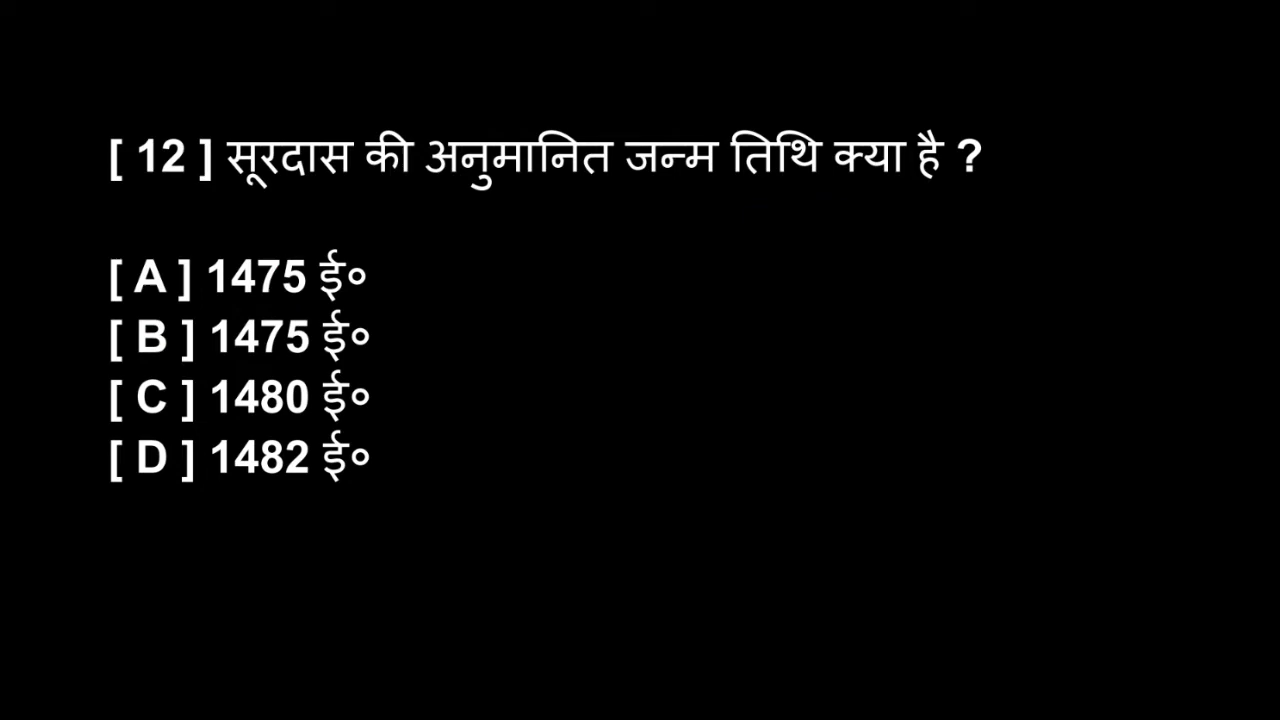 [ 12 ] सूरदास की अनुमानित जन्म तिथि क्या है ?
[ A ] 1475 ई०
[ B ] 1475 ई०
[ C ] 1480 ई०
[ D ] 1482 ई०